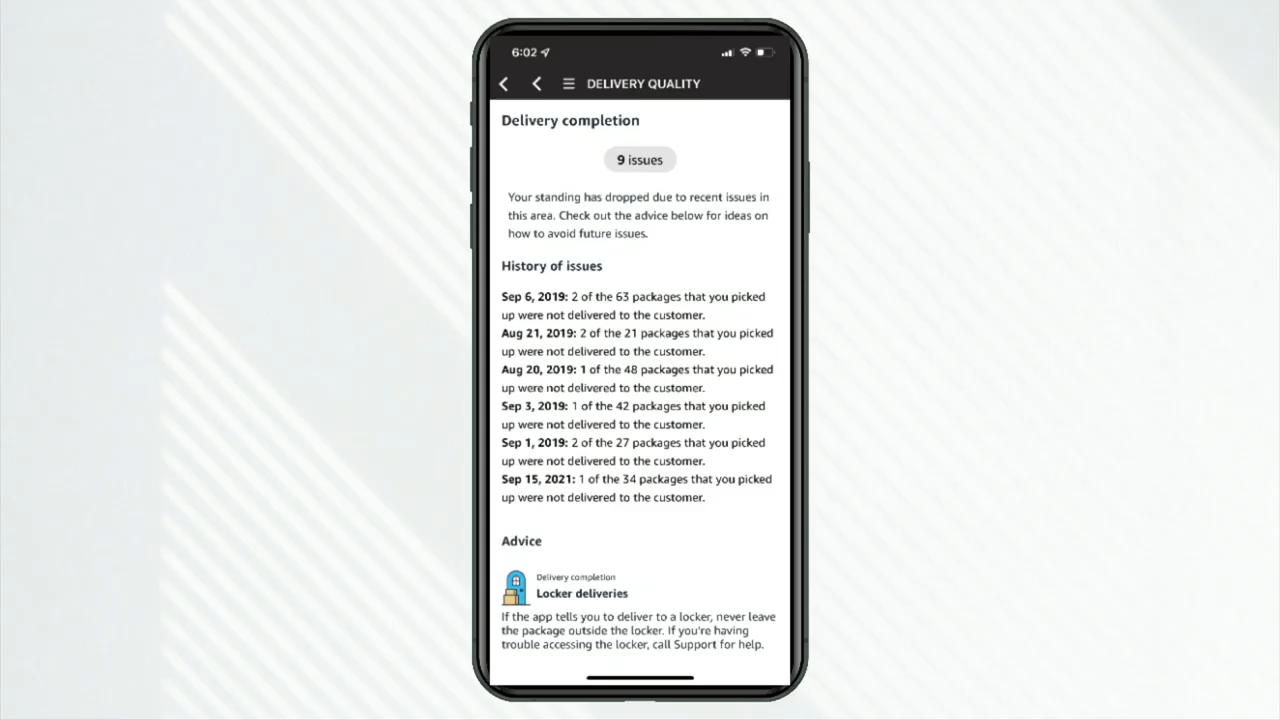 6:02
DELIVERY QUALITY
Delivery completion
9 issues
Your standing has dropped due to recent issues in
this area. Check out the advice below for ideas on
how to avoid future issues.
History of issues
Sep 6, 2019: 2 of the 63 packages that you picked
up were not delivered to the customer.
Aug 21, 2019: 2 of the 21 packages that you picked
up were not delivered to the customer.
Aug 20, 2019: 1 of the 48 packages that you picked
up were not delivered to the customer.
Sep 3, 2019: 1 of the 42 packages that you picked
up were not delivered to the customer.
Sep 1, 2019: 2 of the 27 packages that you picked
up were not delivered to the customer.
Sep 15, 2021: 1 of the 34 packages that you picked
up were not delivered to the customer.
Advice
Delivery completion
Locker deliveries
If the app tells you to deliver to a locker, never leave
the package outside the locker. If you're having
trouble accessing the locker, call Support for help.